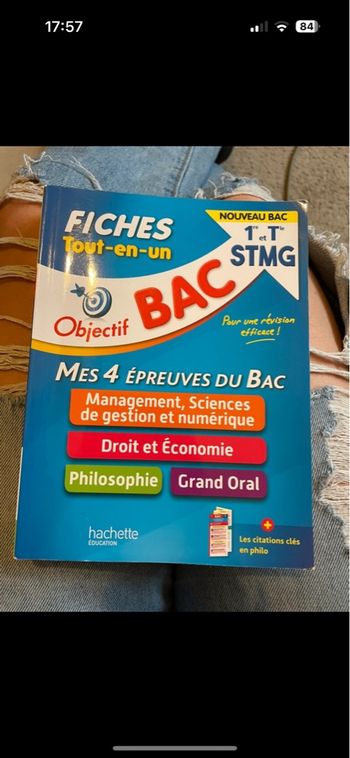 17:57
84
NOUVEAU BAC
FICHES
Tout-en-un
1re et Tle
STMG
Objectif
BAC
Pour une révision
efficace !
MES 4 ÉPREUVES DU BAC
Management, Sciences
de gestion et numérique
Droit et Économie
Philosophie
Grand Oral
hachette
ÉDUCATION
+
Les citations clés
en philo